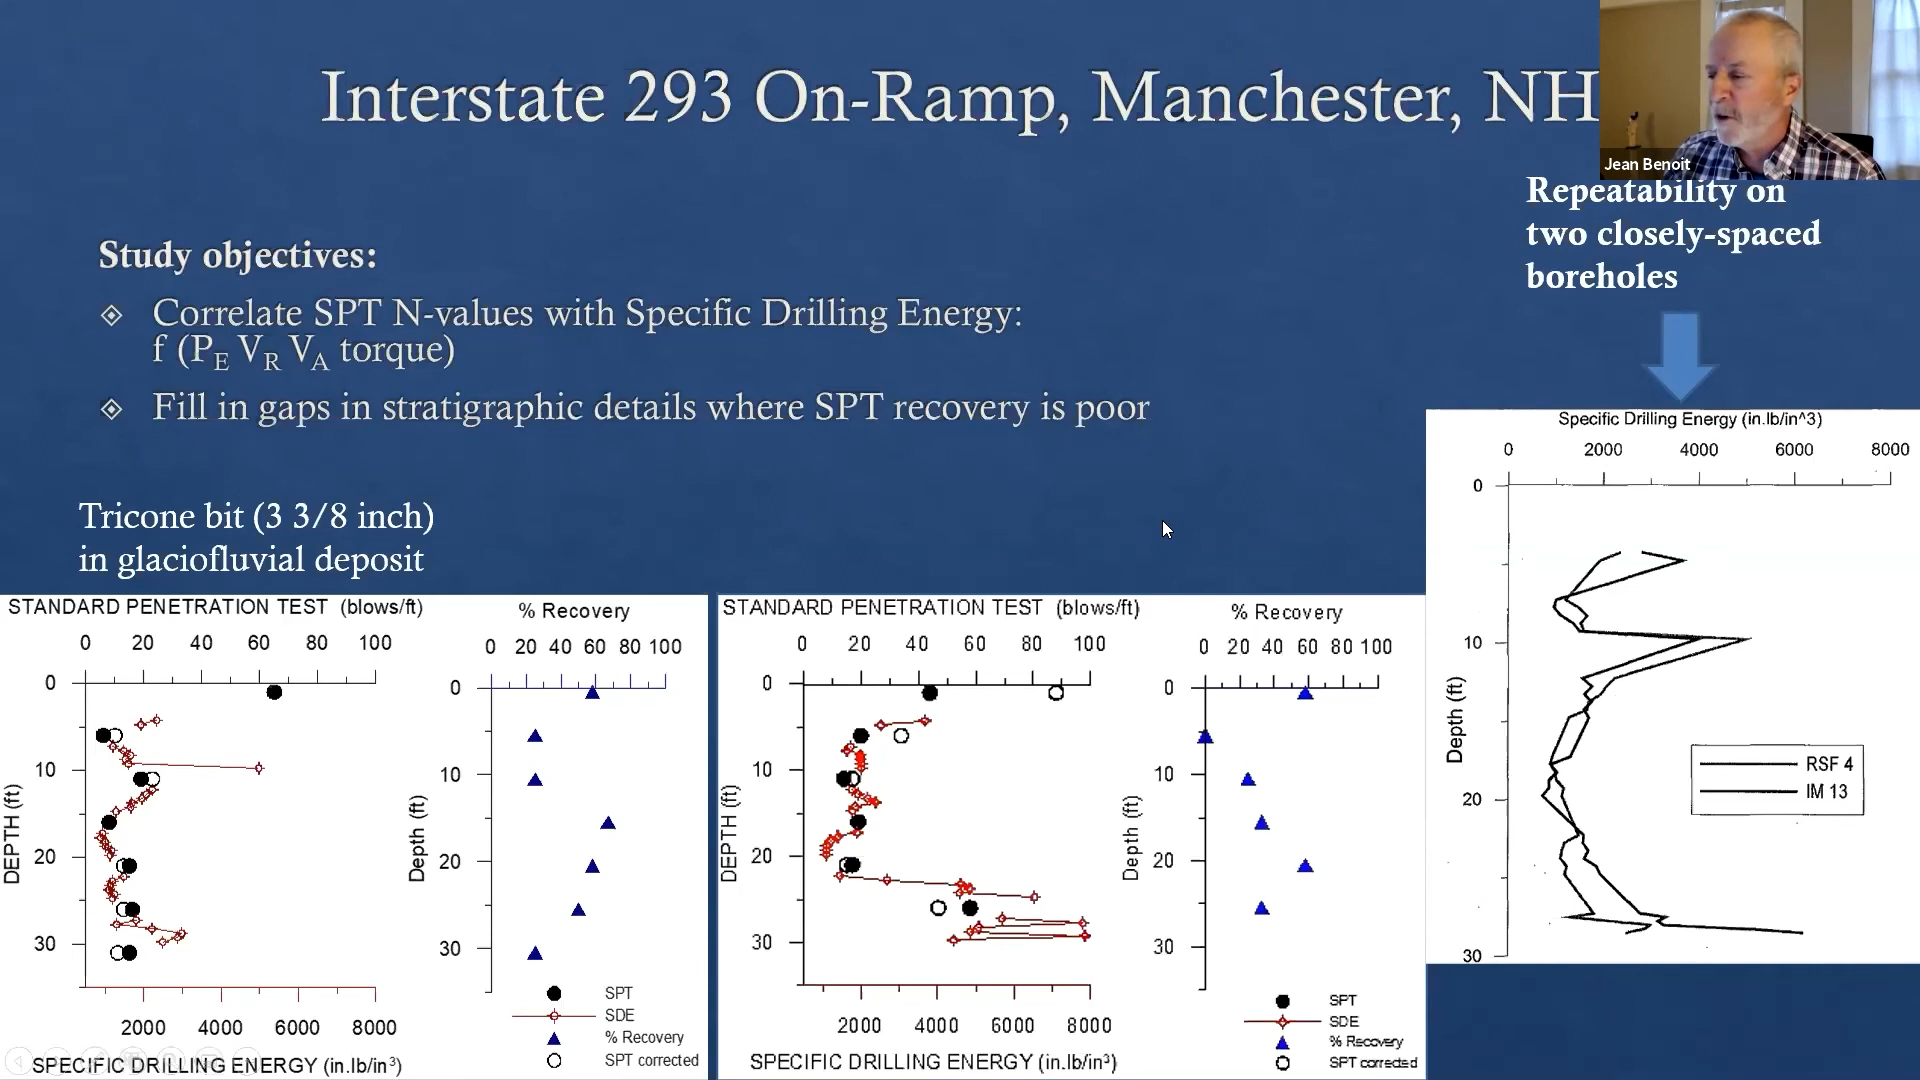 Interstate 293 On-Ramp, Manchester, NH
Jean Benoit
Repeatability on
two closely-spaced
boreholes
Study objectives:
Correlate SPT N-values with Specific Drilling Energy:
f (PE VR VA torque)
Fill in gaps in stratigraphic details where SPT recovery is poor
Tricone bit (3 3/8 inch)
in glaciofluvial deposit
STANDARD PENETRATION TEST (blows/ft)
0 20 40 60 80 100
0
10
20
30
DEPTH (ft)
2000 4000 6000 8000
SPECIFIC DRILLING ENERGY (in.lb/in³)
% Recovery
0 20 40 60 80 100
0
10
20
30
Depth (ft)
SPT
SDE
% Recovery
SPT corrected
STANDARD PENETRATION TEST (blows/ft)
0 20 40 60 80 100
0
10
20
30
DEPTH (ft)
2000 4000 6000 8000
SPECIFIC DRILLING ENERGY (in.lb/in³)
% Recovery
0 20 40 60 80 100
0
10
20
30
Depth (ft)
SPT
SDE
% Recovery
SPT corrected
Specific Drilling Energy (in.lb/in^3)
0 2000 4000 6000 8000
0
10
20
30
Depth (ft)
RSF 4
IM 13